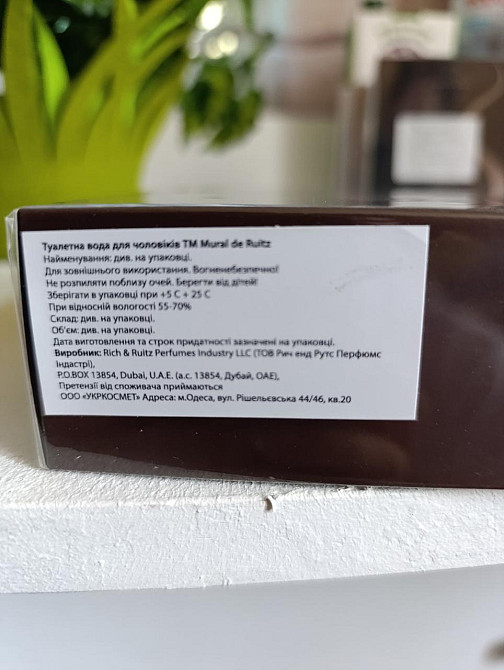 Туалетна вода для чоловіків ТМ Mural de Ruitz
Найменування: див. на упаковці.
Для зовнішнього використання. Вогненебезпечно!
Не розпиляти поблизу очей. Берегти від дітей!
Зберігати в упаковці при +5 С + 25 С
При відносній вологості 55-70%
Склад: див. на упаковці.
Об'єм: див. на упаковці.
Дата виготовлення та строк придатності зазначені на упаковці.
Виробник: Rich & Ruitz Perfumes Industry LLC (ТОВ Рич енд Рутс Перфюмс
Індастрі),
P.O.BOX 13854, Dubai, U.A.E. (а.с. 13854, Дубай, ОАЕ),
Претензії від споживача приймаються
ООО «УКРКОСМЕТ» Адреса: м.Одеса, вул. Рішельєвська 44/46, кв.20